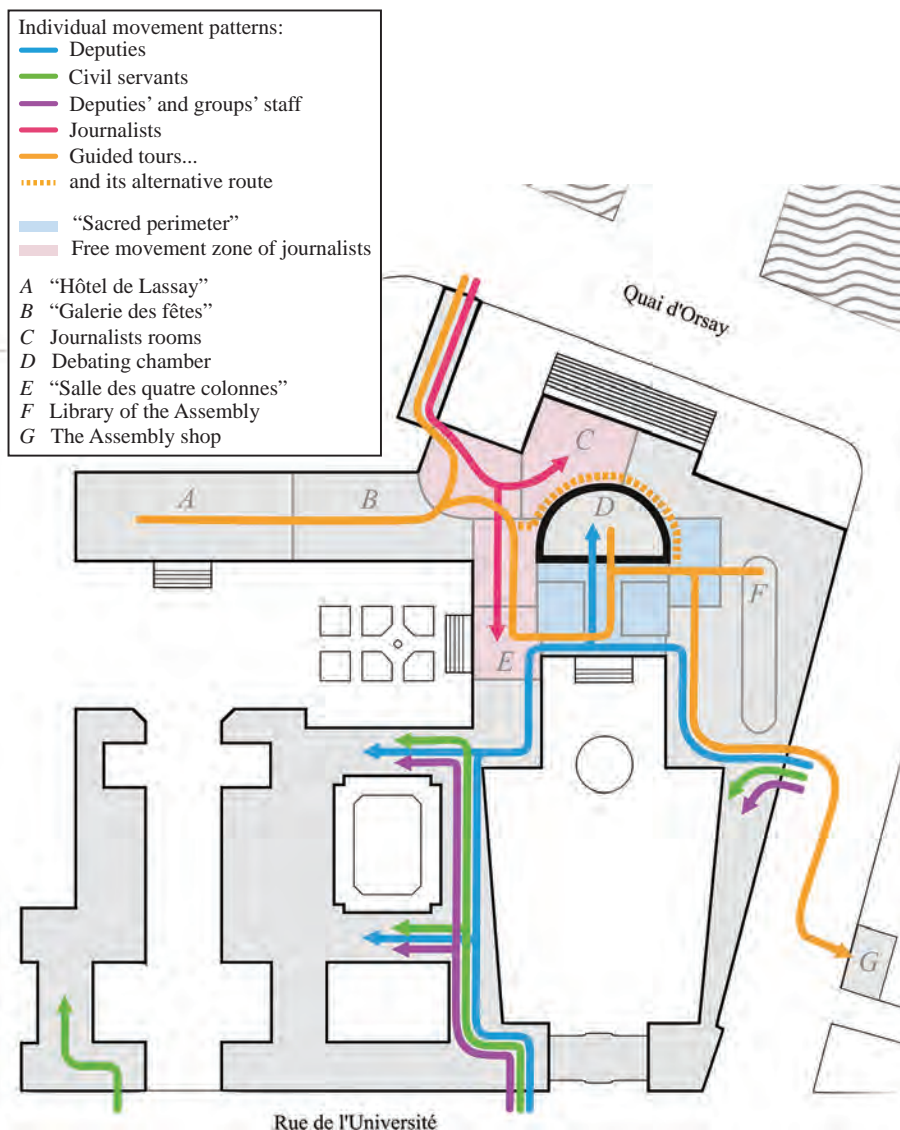 Individual movement patterns:
Deputies
Civil servants
Deputies’ and groups’ staff
Journalists
Guided tours...
and its alternative route
“Sacred perimeter”
Free movement zone of journalists
A “Hôtel de Lassay”
B “Galerie des fêtes”
C Journalists rooms
D Debating chamber
E “Salle des quatre colonnes”
F Library of the Assembly
G The Assembly shop
Quai d'Orsay
C
A
B
D
F
E
G
Rue de l'Université